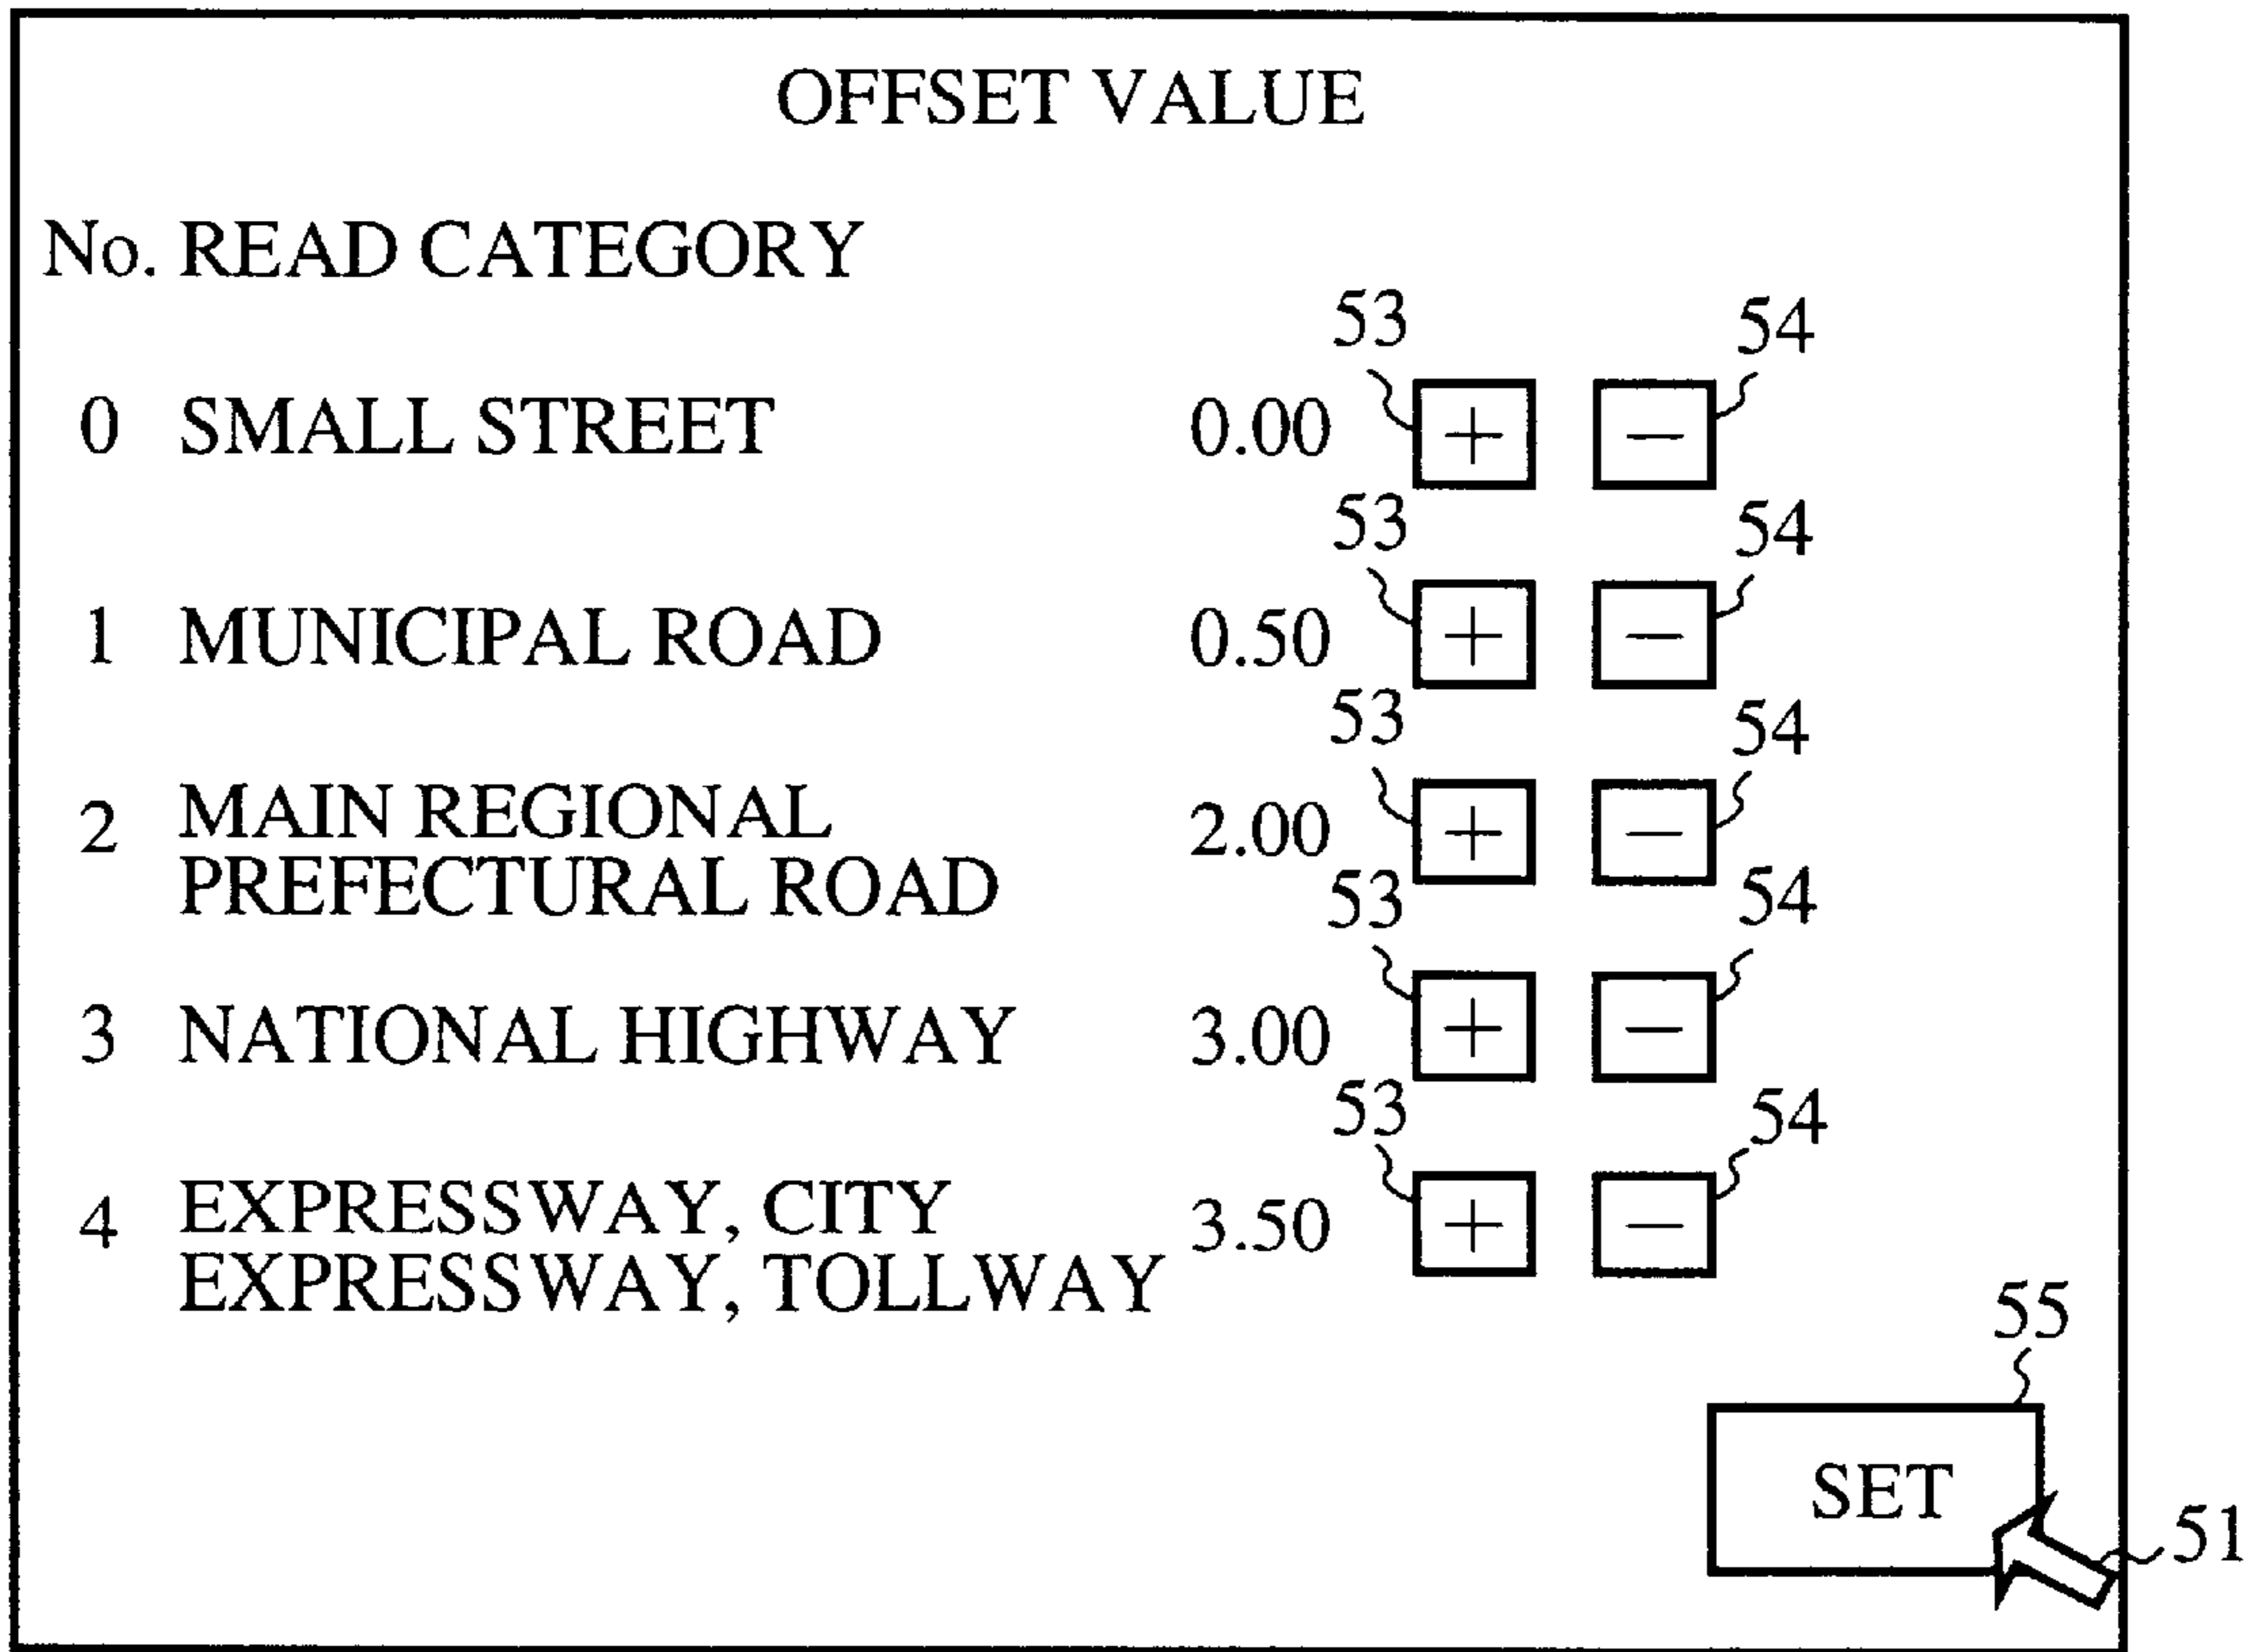 OFFSET VALUE
No. READ CATEGORY
53 54
0 SMALL STREET 0.00 + −
53 54
1 MUNICIPAL ROAD 0.50 + −
53 54
2 MAIN REGIONAL
PREFECTURAL ROAD 2.00 + −
53 54
3 NATIONAL HIGHWAY 3.00 + −
53 54
4 EXPRESSWAY, CITY
EXPRESSWAY, TOLLWAY 3.50 + −
55
SET
51